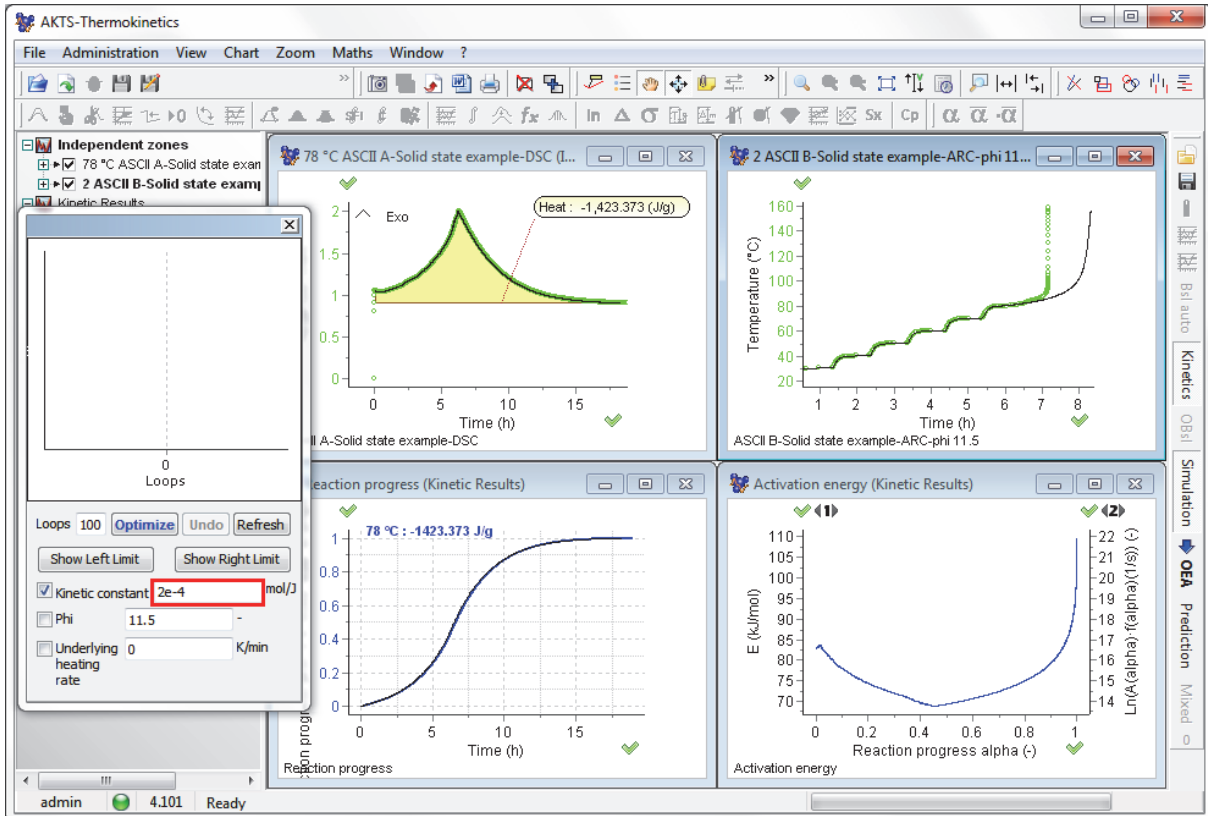 AKTS-Thermokinetics
File Administration View Chart Zoom Maths Window ?
ln Δ σ Sx Cp α α -α
Independent zones
78 °C ASCII A-Solid state exan
2 ASCII B-Solid state examp
Kinetic Results
78 °C ASCII A-Solid state example-DSC (I...
Exo
Heat : -1,423.373 (J/g)
2
1.5
1
0.5
0
0 5 10 15
Time (h)
II A-Solid state example-DSC
2 ASCII B-Solid state example-ARC-phi 11...
Temperature (°C)
160
140
120
100
80
60
40
20
1 2 3 4 5 6 7 8
Time (h)
ASCII B-Solid state example-ARC-phi 11.5
0
Loops
Loops 100 Optimize Undo Refresh
Show Left Limit Show Right Limit
Kinetic constant 2e-4 mol/J
Phi 11.5 -
Underlying 0 K/min
heating
rate
eaction progress (Kinetic Results)
78 °C : -1423.373 J/g
1
0.8
0.6
0.4
0.2
0
0 5 10 15
Time (h)
Reaction progress
Activation energy (Kinetic Results)
(1) (2)
E (kJ/mol)
110
105
100
95
90
85
80
75
70
Ln(A(alpha)·f(alpha)(1/s)) (-)
22
21
20
19
18
17
16
15
14
0 0.2 0.4 0.6 0.8 1
Reaction progress alpha (-)
Activation energy
Bsl auto
Kinetics
OBsl
Simulation
OEA
Prediction
Mixed
0
admin 4.101 Ready